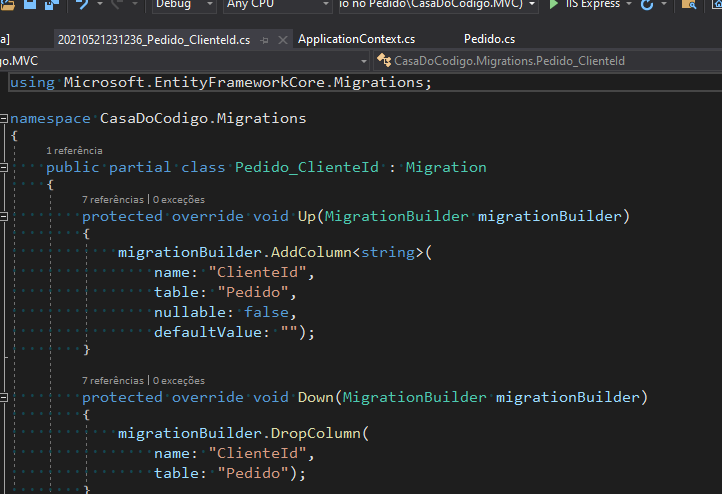 Debug Any CPU io no Pedido\CasaDoCodigo.MVC) IIS Express
a] 20210521231236_Pedido_ClienteId.cs ApplicationContext.cs Pedido.cs
go.MVC CasaDoCodigo.Migrations.Pedido_ClienteId
using Microsoft.EntityFrameworkCore.Migrations;
namespace CasaDoCodigo.Migrations
{
1 referência
public partial class Pedido_ClienteId : Migration
{
7 referências | 0 exceções
protected override void Up(MigrationBuilder migrationBuilder)
{
migrationBuilder.AddColumn<string>(
name: "ClienteId",
table: "Pedido",
nullable: false,
defaultValue: "");
}
7 referências | 0 exceções
protected override void Down(MigrationBuilder migrationBuilder)
{
migrationBuilder.DropColumn(
name: "ClienteId",
table: "Pedido");
}